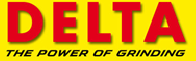 DELTA
THE POWER OF GRINDING